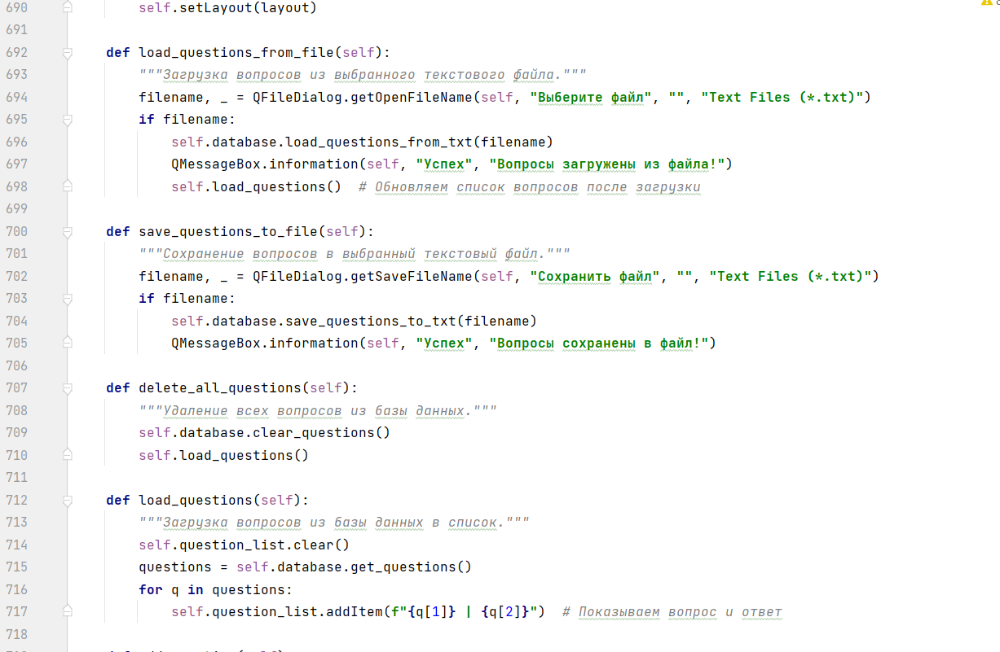 690 self.setLayout(layout)
691
692 def load_questions_from_file(self):
693 """Загрузка вопросов из выбранного текстового файла."""
694 filename, _ = QFileDialog.getOpenFileName(self, "Выберите файл", "", "Text Files (*.txt)")
695 if filename:
696 self.database.load_questions_from_txt(filename)
697 QMessageBox.information(self, "Успех", "Вопросы загружены из файла!")
698 self.load_questions()  # Обновляем список вопросов после загрузки
699
700 def save_questions_to_file(self):
701 """Сохранение вопросов в выбранный текстовый файл."""
702 filename, _ = QFileDialog.getSaveFileName(self, "Сохранить файл", "", "Text Files (*.txt)")
703 if filename:
704 self.database.save_questions_to_txt(filename)
705 QMessageBox.information(self, "Успех", "Вопросы сохранены в файл!")
706
707 def delete_all_questions(self):
708 """Удаление всех вопросов из базы данных."""
709 self.database.clear_questions()
710 self.load_questions()
711
712 def load_questions(self):
713 """Загрузка вопросов из базы данных в список."""
714 self.question_list.clear()
715 questions = self.database.get_questions()
716 for q in questions:
717 self.question_list.addItem(f"{q[1]} | {q[2]}")  # Показываем вопрос и ответ
718